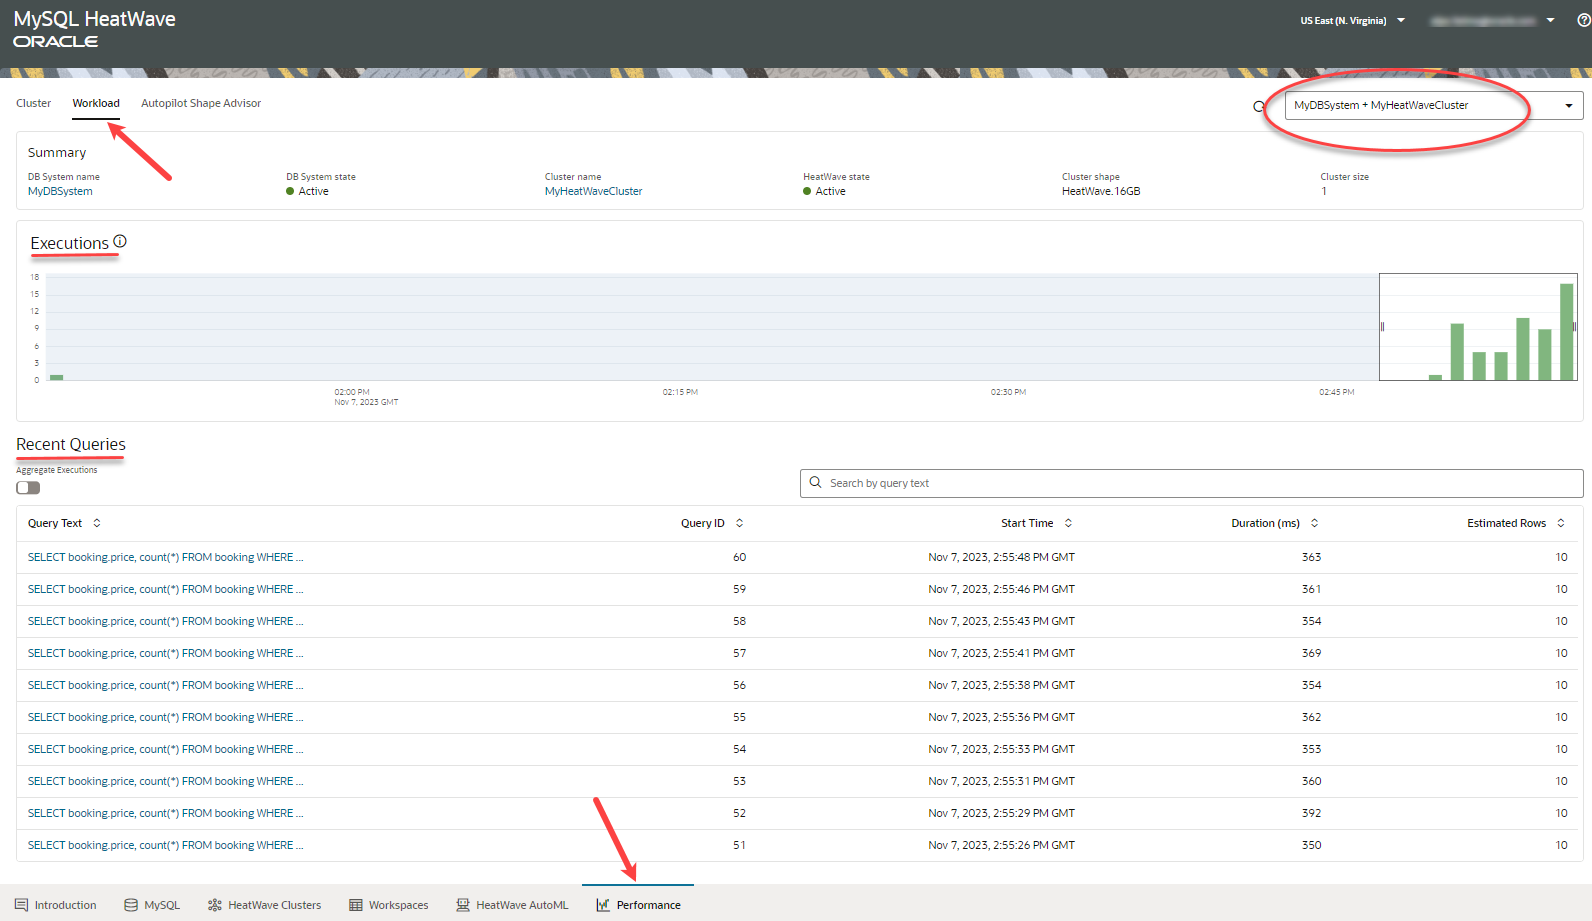 MySQL HeatWave
ORACLE
US East (N. Virginia)
Cluster Workload Autopilot Shape Advisor
MyDBSystem + MyHeatWaveCluster
Summary
DB System name DB System state Cluster name HeatWave state Cluster shape Cluster size
MyDBSystem Active MyHeatWaveCluster Active HeatWave.16GB 1
Executions
18
15
12
9
6
3
0
02:00 PM 02:15 PM 02:30 PM 02:45 PM
Nov 7, 2023 GMT
Recent Queries
Aggregate Executions
Search by query text
Query Text Query ID Start Time Duration (ms) Estimated Rows
SELECT booking.price, count(*) FROM booking WHERE ... 60 Nov 7, 2023, 2:55:48 PM GMT 363 10
SELECT booking.price, count(*) FROM booking WHERE ... 59 Nov 7, 2023, 2:55:46 PM GMT 361 10
SELECT booking.price, count(*) FROM booking WHERE ... 58 Nov 7, 2023, 2:55:43 PM GMT 354 10
SELECT booking.price, count(*) FROM booking WHERE ... 57 Nov 7, 2023, 2:55:41 PM GMT 369 10
SELECT booking.price, count(*) FROM booking WHERE ... 56 Nov 7, 2023, 2:55:38 PM GMT 354 10
SELECT booking.price, count(*) FROM booking WHERE ... 55 Nov 7, 2023, 2:55:36 PM GMT 362 10
SELECT booking.price, count(*) FROM booking WHERE ... 54 Nov 7, 2023, 2:55:33 PM GMT 353 10
SELECT booking.price, count(*) FROM booking WHERE ... 53 Nov 7, 2023, 2:55:31 PM GMT 360 10
SELECT booking.price, count(*) FROM booking WHERE ... 52 Nov 7, 2023, 2:55:29 PM GMT 392 10
SELECT booking.price, count(*) FROM booking WHERE ... 51 Nov 7, 2023, 2:55:26 PM GMT 350 10
Introduction MySQL HeatWave Clusters Workspaces HeatWave AutoML Performance